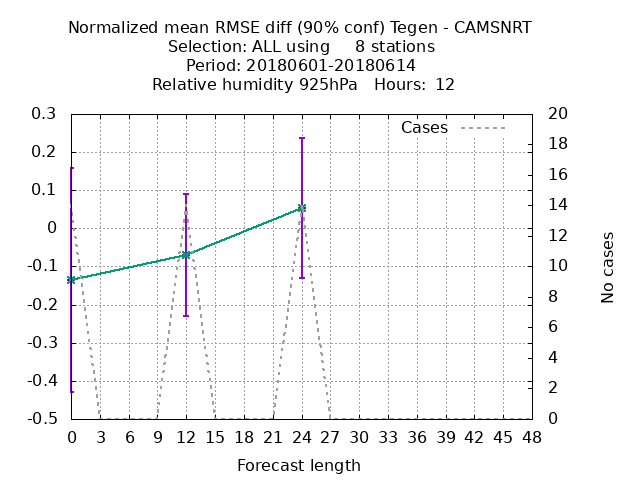 Normalized mean RMSE diff (90% conf) Tegen - CAMSNRT
Selection: ALL using     8 stations
Period: 20180601-20180614
Relative humidity 925hPa   Hours:  12
Cases
0.3
0.2
0.1
0
-0.1
-0.2
-0.3
-0.4
-0.5
20
18
16
14
12
10
8
6
4
2
0
No cases
0 3 6 9 12 15 18 21 24 27 30 33 36 39 42 45 48
Forecast length